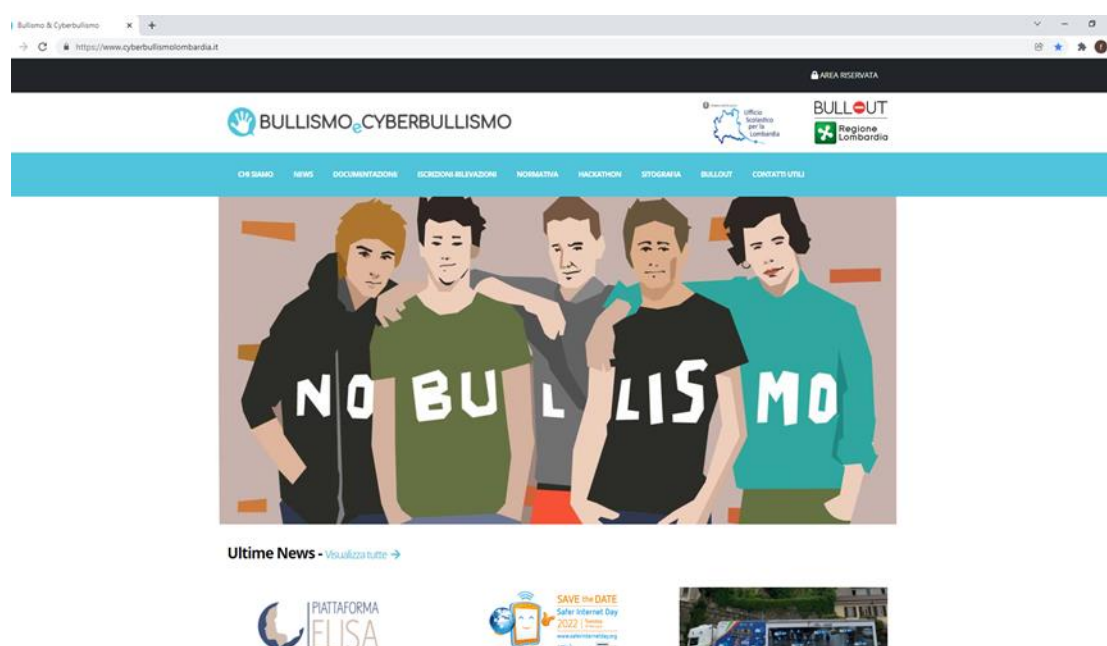 Bullismo & Cyberbullismo
https://www.cyberbullismolombardia.it
AREA RISERVATA
BULLISMOeCYBERBULLISMO
Ufficio
Scolastico
per la
Lombardia
BULLOUT
Regione
Lombardia
CHI SIAMO NEWS DOCUMENTAZIONE ISCRIZIONI RILEVAZIONI NORMATIVA HACKATHON SITOGRAFIA BULLOUT CONTATTI UTILI
NO BULLISMO
Ultime News - Visualizza tutte →
PIATTAFORMA
ELISA
SAVE the DATE
Safer Internet Day
2022
www.saferinternetday.org